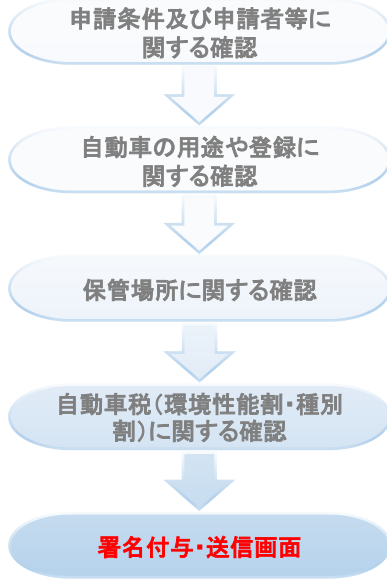 申請条件及び申請者等に
関する確認
自動車の用途や登録に
関する確認
保管場所に関する確認
自動車税(環境性能割・種別
割)に関する確認
署名付与・送信画面